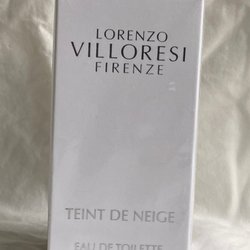 LORENZO
VILLORESI
FIRENZE
TEINT DE NEIGE
EAU DE TOILETTE